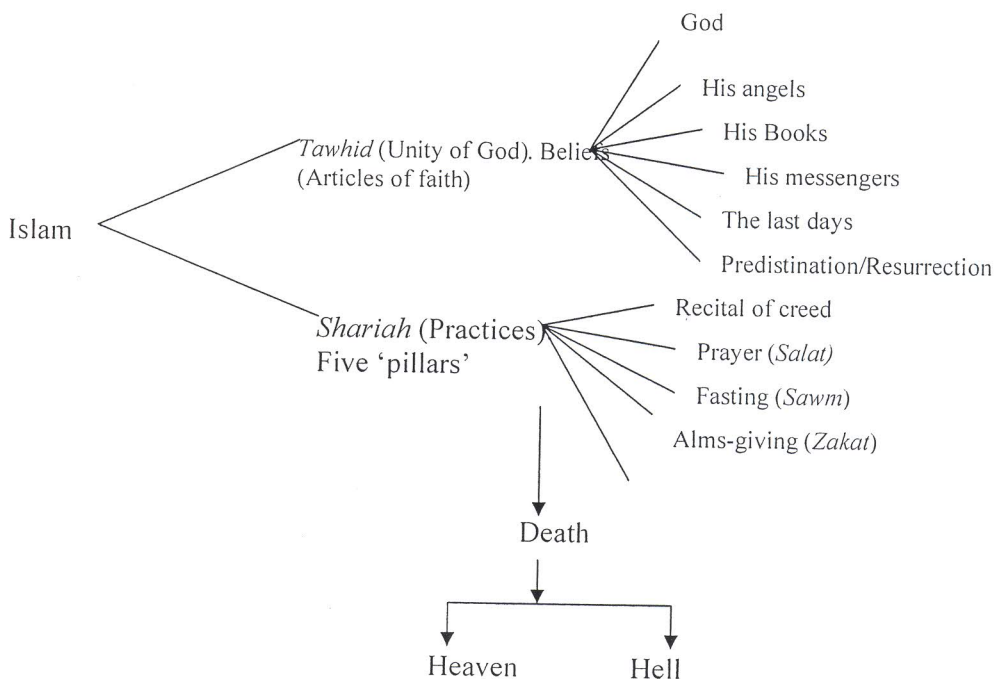 God
His angels
His Books
Tawhid (Unity of God). Beliefs
(Articles of faith)
His messengers
The last days
Islam
Predistination/Resurrection
Recital of creed
Shariah (Practices)
Five ‘pillars’
Prayer (Salat)
Fasting (Sawm)
Alms-giving (Zakat)
Death
Heaven
Hell